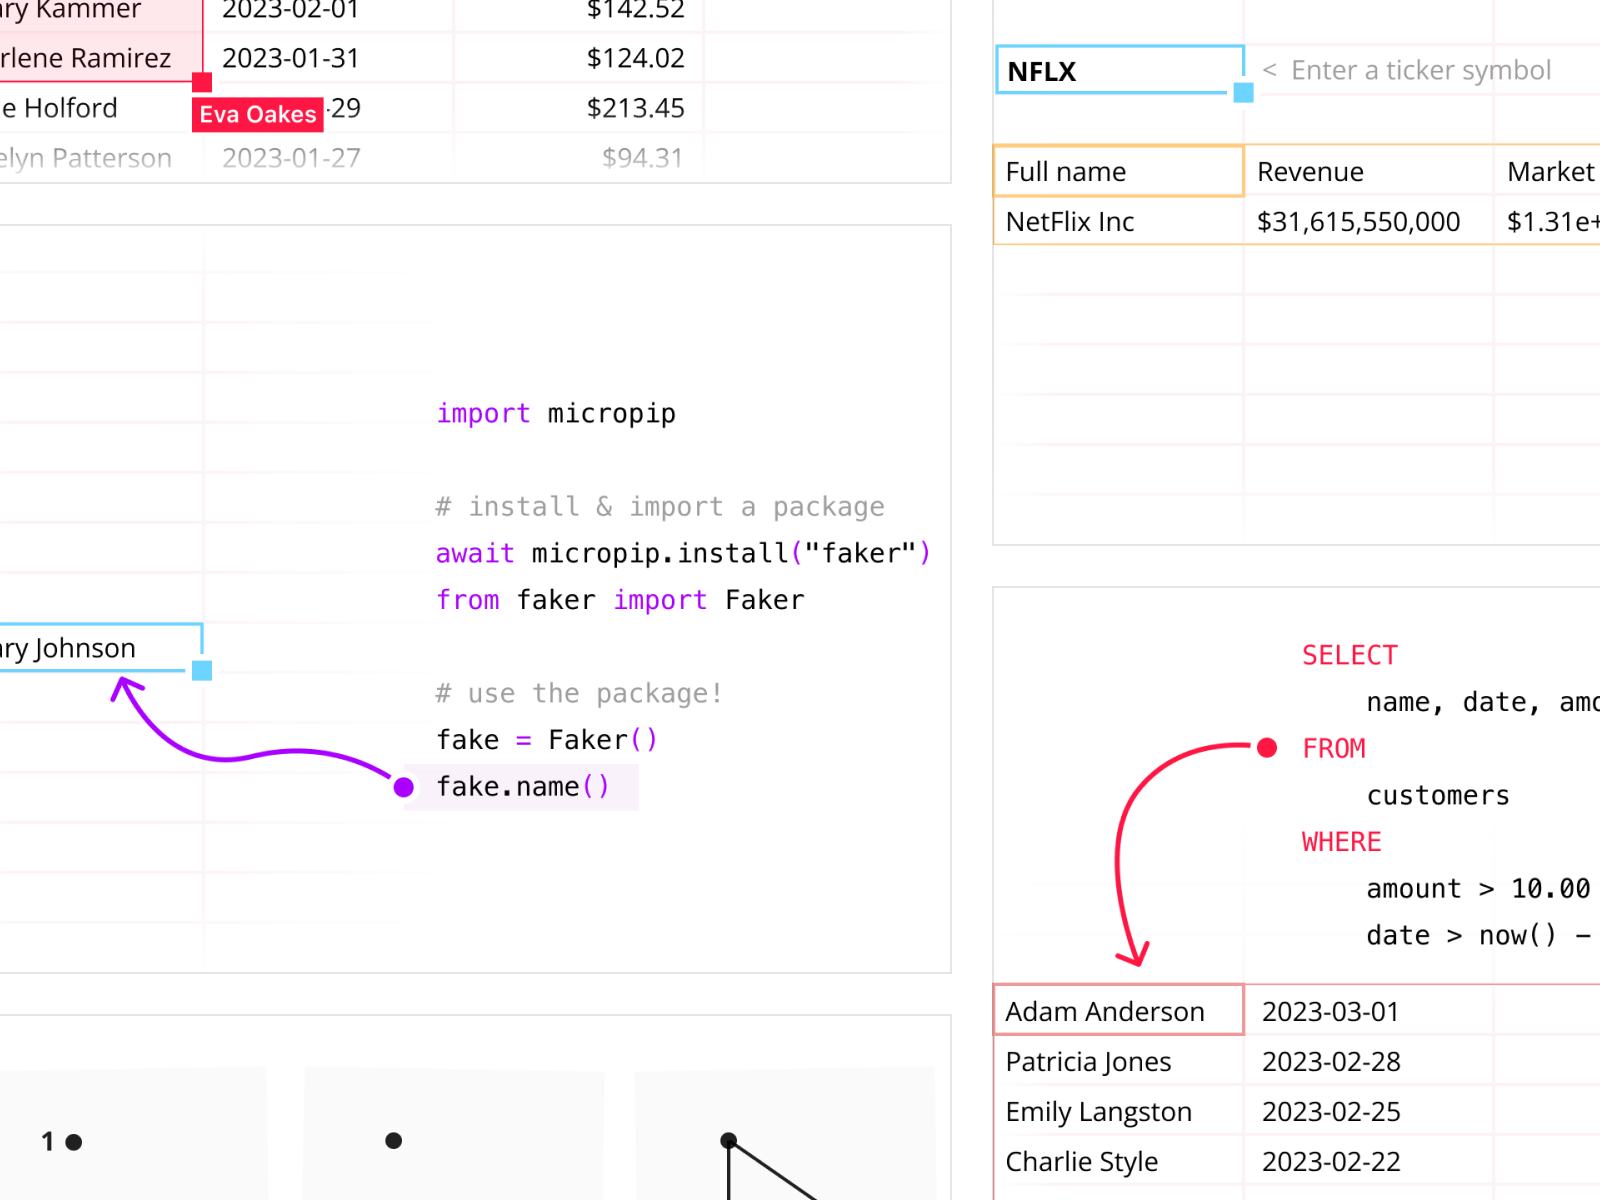 ary Kammer 2023-02-01 $142.52
rlene Ramirez 2023-01-31 $124.02
e Holford -29 $213.45
Eva Oakes
elyn Patterson 2023-01-27 $94.31
import micropip
# install & import a package
await micropip.install("faker")
from faker import Faker
# use the package!
fake = Faker()
fake.name()
ary Johnson
1
NFLX < Enter a ticker symbol
Full name Revenue Market
NetFlix Inc $31,615,550,000 $1.31e+
SELECT
name, date, amo
FROM
customers
WHERE
amount > 10.00
date > now() -
Adam Anderson 2023-03-01
Patricia Jones 2023-02-28
Emily Langston 2023-02-25
Charlie Style 2023-02-22